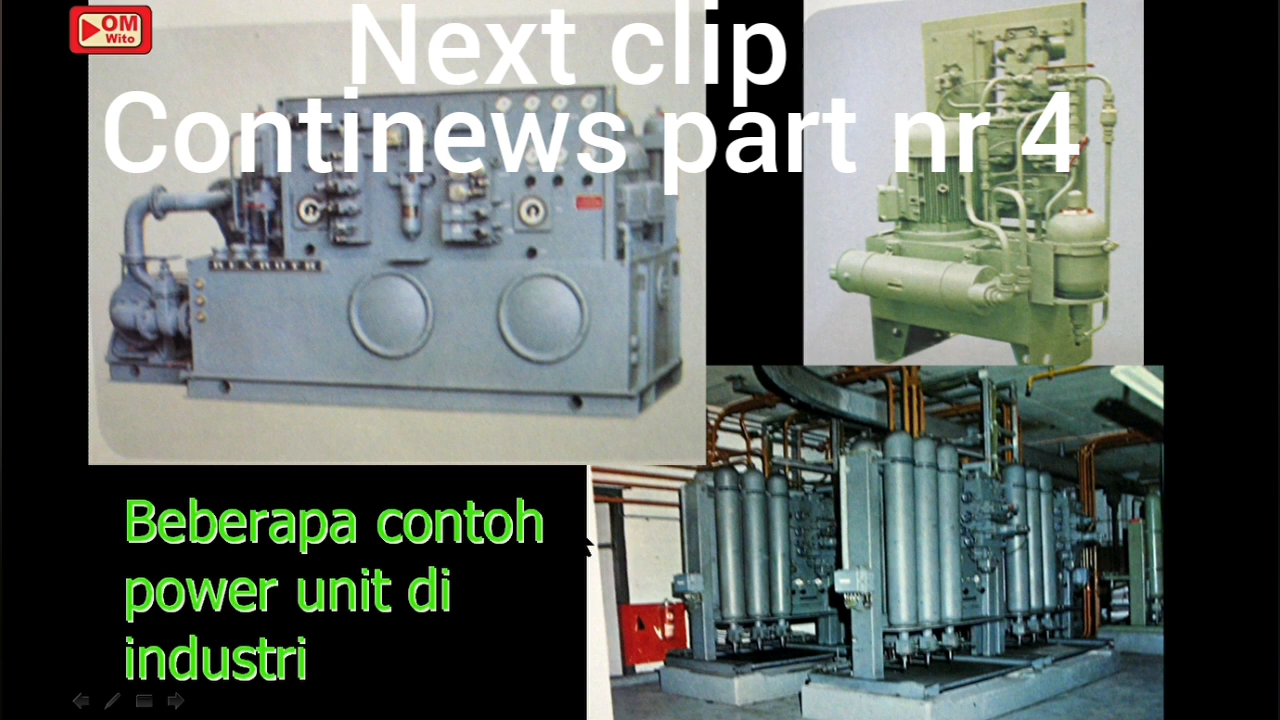 OM
Wito
Next clip
Continews part nr 4
REXROTH
Beberapa contoh
power unit di
industri